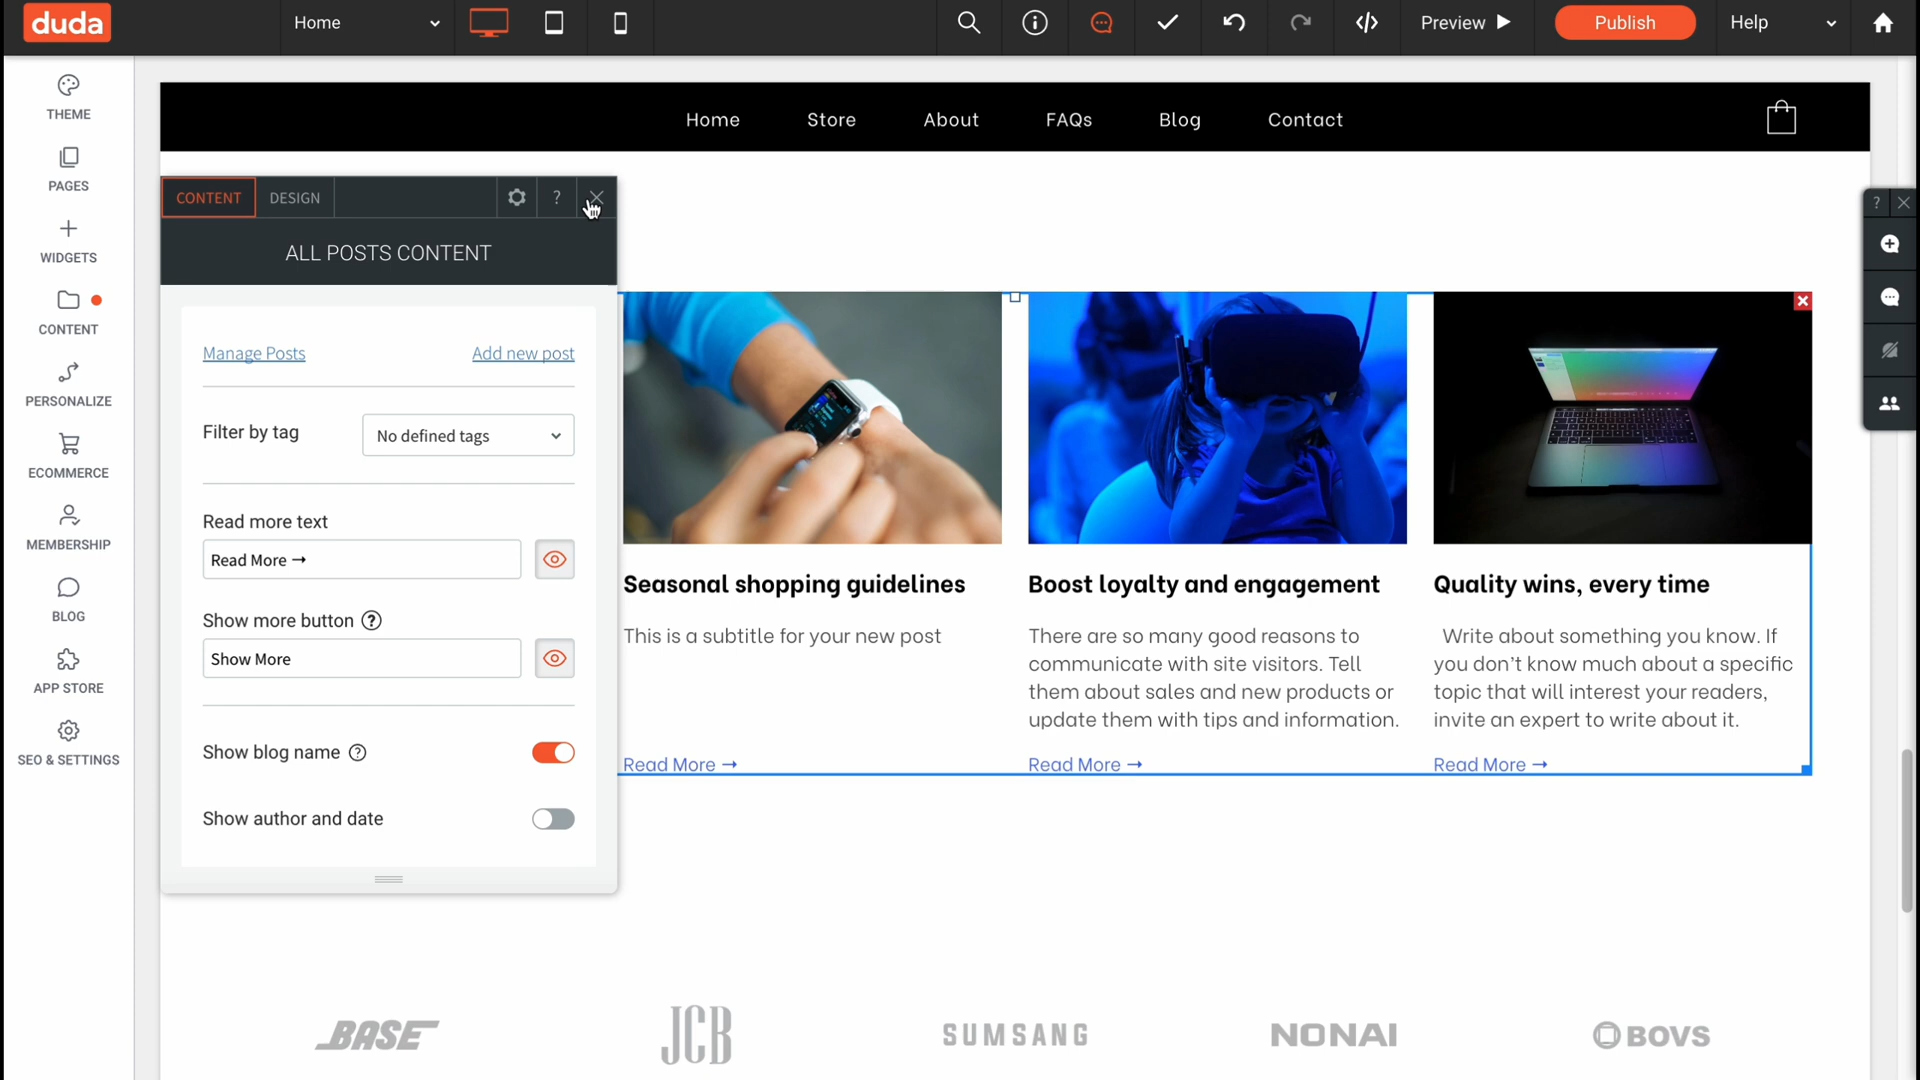 duda
Home
Preview
Publish
Help
THEME
PAGES
WIDGETS
CONTENT
PERSONALIZE
ECOMMERCE
MEMBERSHIP
BLOG
APP STORE
SEO & SETTINGS
Home Store About FAQs Blog Contact
CONTENT DESIGN ?
ALL POSTS CONTENT
Manage Posts Add new post
Filter by tag No defined tags
Read more text
Read More →
Show more button ?
Show More
Show blog name ?
Show author and date
Seasonal shopping guidelines
This is a subtitle for your new post
Read More →
Boost loyalty and engagement
There are so many good reasons to
communicate with site visitors. Tell
them about sales and new products or
update them with tips and information.
Read More →
Quality wins, every time
Write about something you know. If
you don't know much about a specific
topic that will interest your readers,
invite an expert to write about it.
Read More →
?
BASE JCB SUMSANG NONAI BOVS